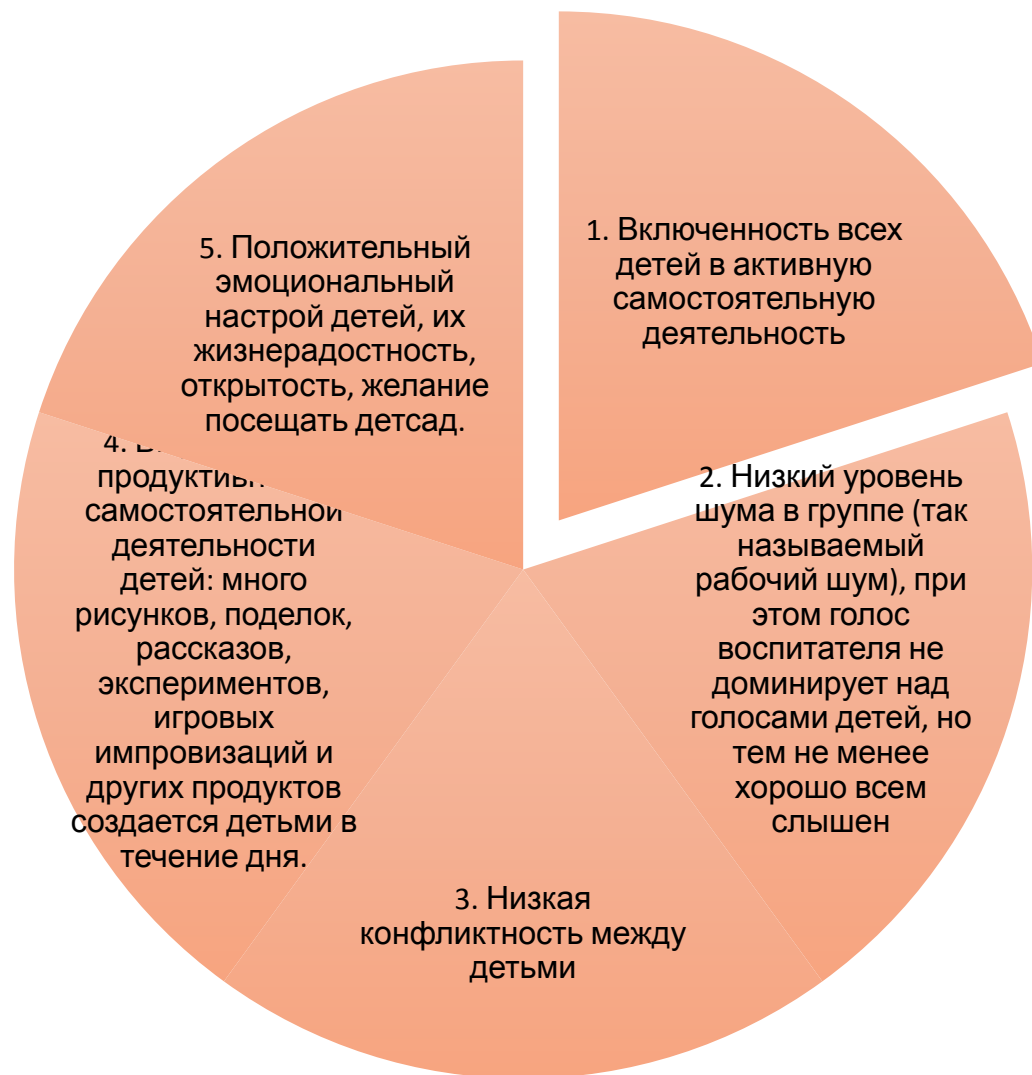 1. Включенность всех
детей в активную
самостоятельную
деятельность
2. Низкий уровень
шума в группе (так
называемый
рабочий шум), при
этом голос
воспитателя не
доминирует над
голосами детей, но
тем не менее
хорошо всем
слышен
3. Низкая
конфликтность между
детьми
4.
самостоятельной
деятельности
детей: много
рисунков, поделок,
рассказов,
экспериментов,
игровых
импровизаций и
других продуктов
создается детьми в
течение дня.
5. Положительный
эмоциональный
настрой детей, их
жизнерадостность,
открытость, желание
посещать детсад.